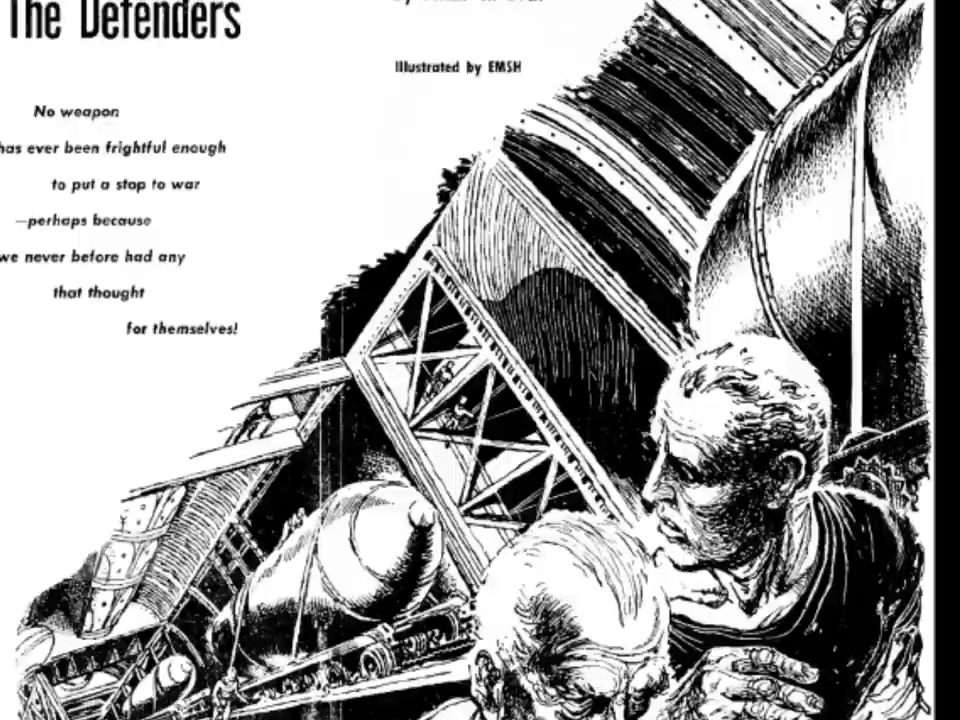 The Defenders
Illustrated by EMSH
No weapon
has ever been frightful enough
to put a stop to war
—perhaps because
we never before had any
that thought
for themselves!